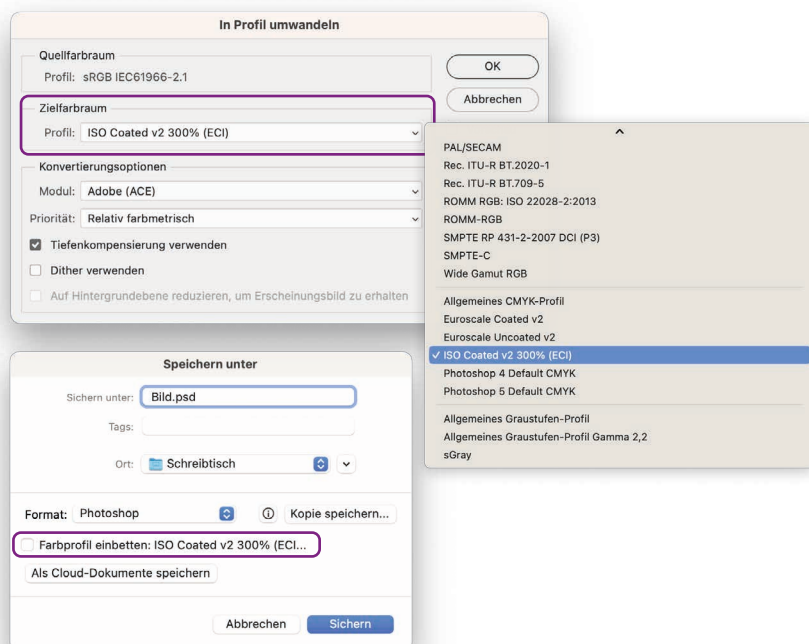 In Profil umwandeln
Quellfarbraum
Profil: sRGB IEC61966-2.1
OK
Abbrechen
Zielfarbraum
Profil: ISO Coated v2 300% (ECI)
Konvertierungsoptionen
Modul: Adobe (ACE)
Priorität: Relativ farbmetrisch
Tiefenkompensierung verwenden
Dither verwenden
Auf Hintergrundebene reduzieren, um Erscheinungsbild zu erhalten
PAL/SECAM
Rec. ITU-R BT.2020-1
Rec. ITU-R BT.709-5
ROMM RGB: ISO 22028-2:2013
ROMM-RGB
SMPTE RP 431-2-2007 DCI (P3)
SMPTE-C
Wide Gamut RGB
Allgemeines CMYK-Profil
Euroscale Coated v2
Euroscale Uncoated v2
✓ ISO Coated v2 300% (ECI)
Photoshop 4 Default CMYK
Photoshop 5 Default CMYK
Allgemeines Graustufen-Profil
Allgemeines Graustufen-Profil Gamma 2,2
sGray
Speichern unter
Sichern unter: Bild.psd
Tags:
Ort: Schreibtisch
Format: Photoshop
Kopie speichern...
Farbprofil einbetten: ISO Coated v2 300% (ECI...
Als Cloud-Dokumente speichern
Abbrechen Sichern